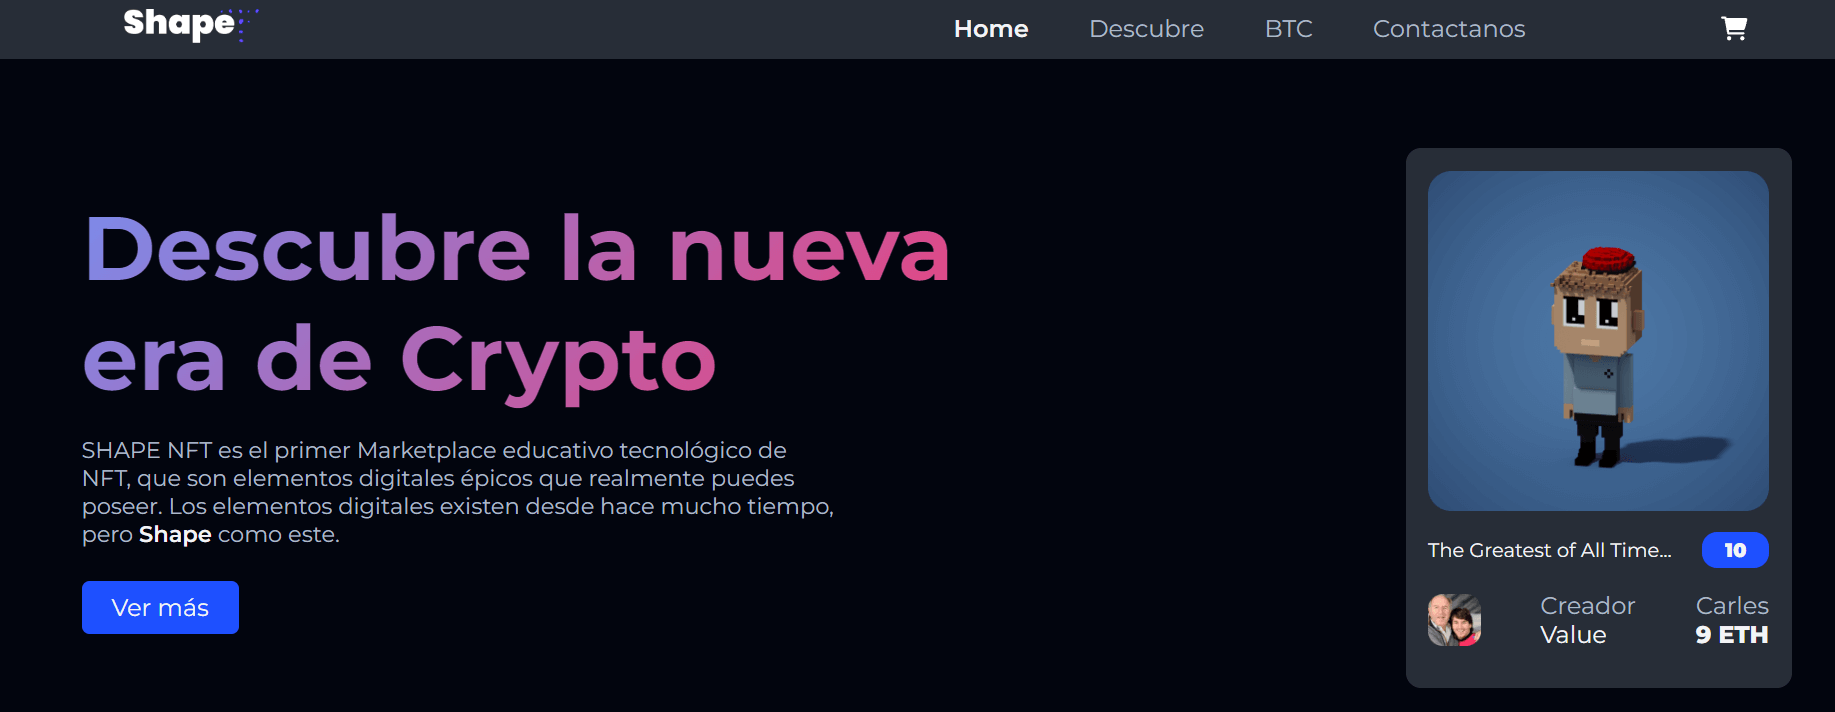 Shape
Home
Descubre
BTC
Contactanos
Descubre la nueva
era de Crypto
SHAPE NFT es el primer Marketplace educativo tecnológico de
NFT, que son elementos digitales épicos que realmente puedes
poseer. Los elementos digitales existen desde hace mucho tiempo,
pero Shape como este.
Ver más
The Greatest of All Time...
10
Creador
Carles
Value
9 ETH